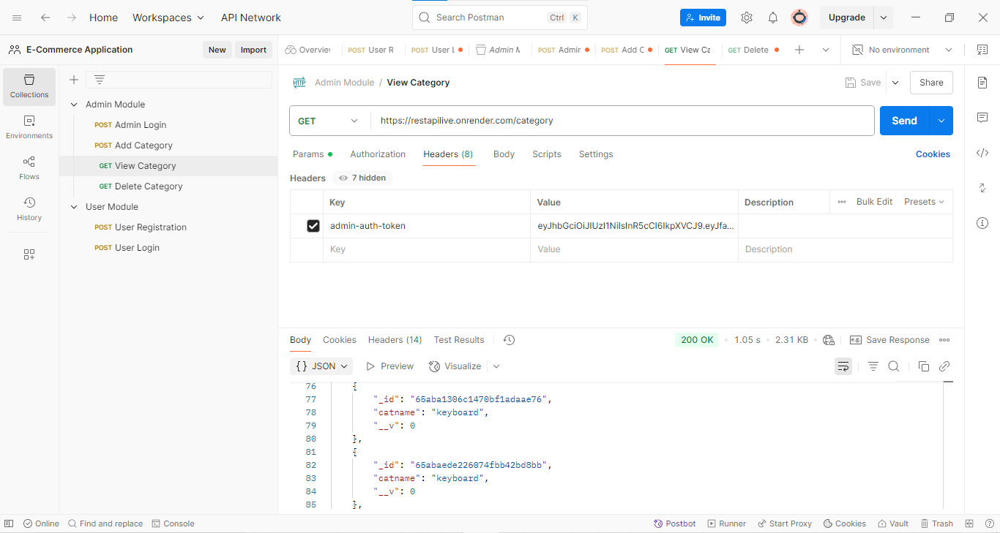 Home Workspaces API Network Search Postman Ctrl K Invite Upgrade
E-Commerce Application New Import Overview POST User R POST User L Admin M POST Admir POST Add C GET View Ca GET Delete No environment
Collections
Environments
Flows
History
Admin Module
POST Admin Login
POST Add Category
GET View Category
GET Delete Category
User Module
POST User Registration
POST User Login
HTTP Admin Module / View Category Save Share
GET https://restapilive.onrender.com/category Send
Params Authorization Headers (8) Body Scripts Settings Cookies
Headers 7 hidden
Key Value Description Bulk Edit Presets
admin-auth-token eyJhbGciOiJIUzI1NiIsInR5cCI6IkpXVCJ9.eyJfa...
Key Value Description
Body Cookies Headers (14) Test Results 200 OK 1.05 s 2.31 KB e.g. Save Response
{} JSON Preview Visualize
76 {
77 "_id": "65aba1306c1470bf1adaae76",
78 "catname": "keyboard",
79 "__v": 0
80 },
81 {
82 "_id": "65abaede226074fbb42bd8bb",
83 "catname": "keyboard",
84 "__v": 0
85 },
Online Find and replace Console Postbot Runner Start Proxy Cookies Vault Trash